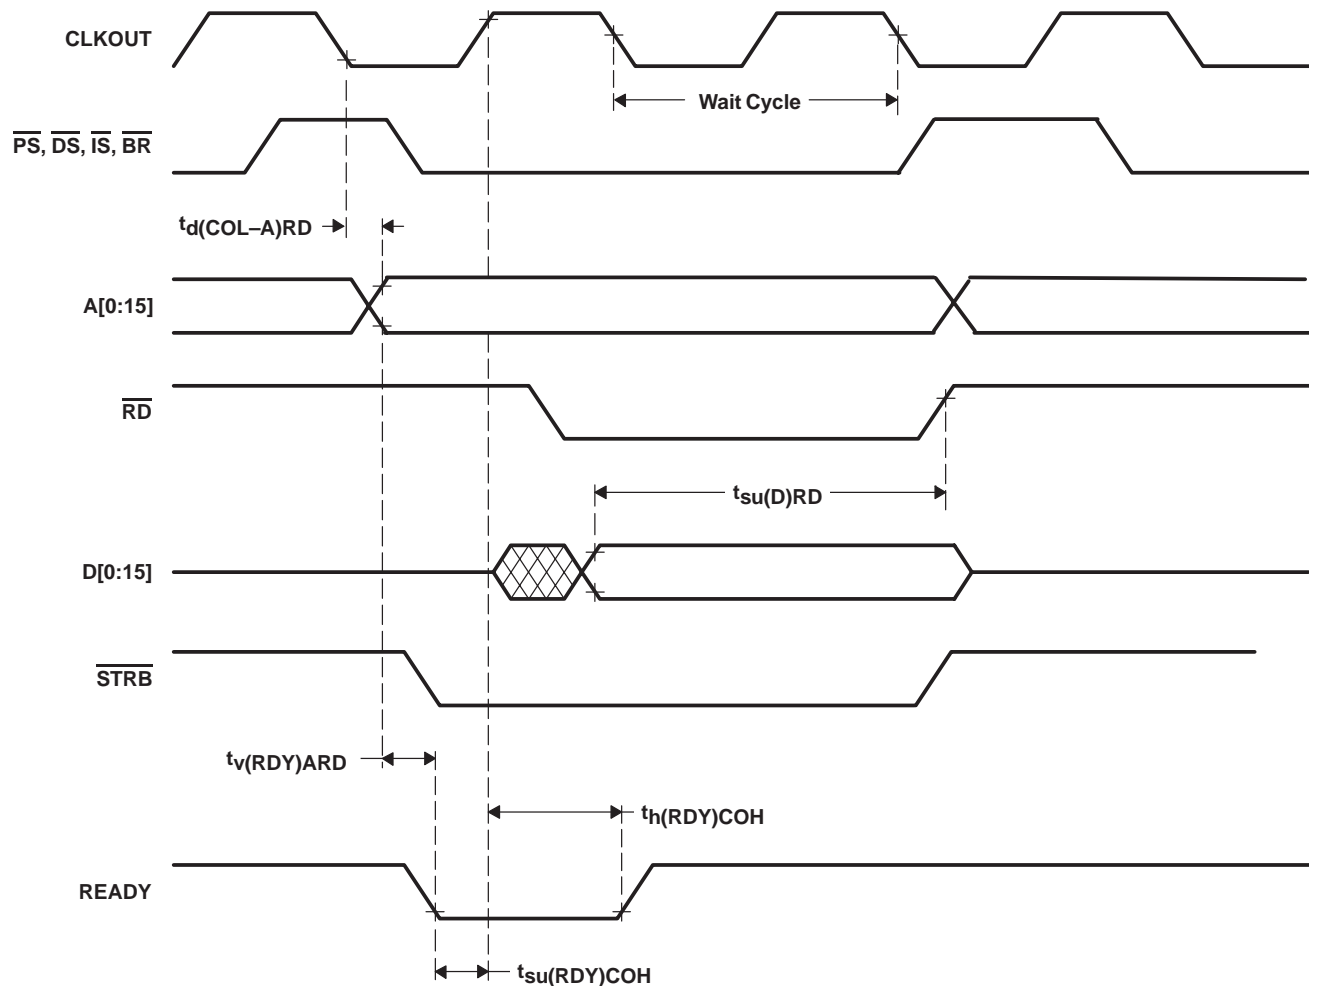 CLKOUT
Wait Cycle
PS, DS, IS, BR
td(COL–A)RD
A[0:15]
RD
tsu(D)RD
D[0:15]
STRB
tv(RDY)ARD
th(RDY)COH
READY
tsu(RDY)COH